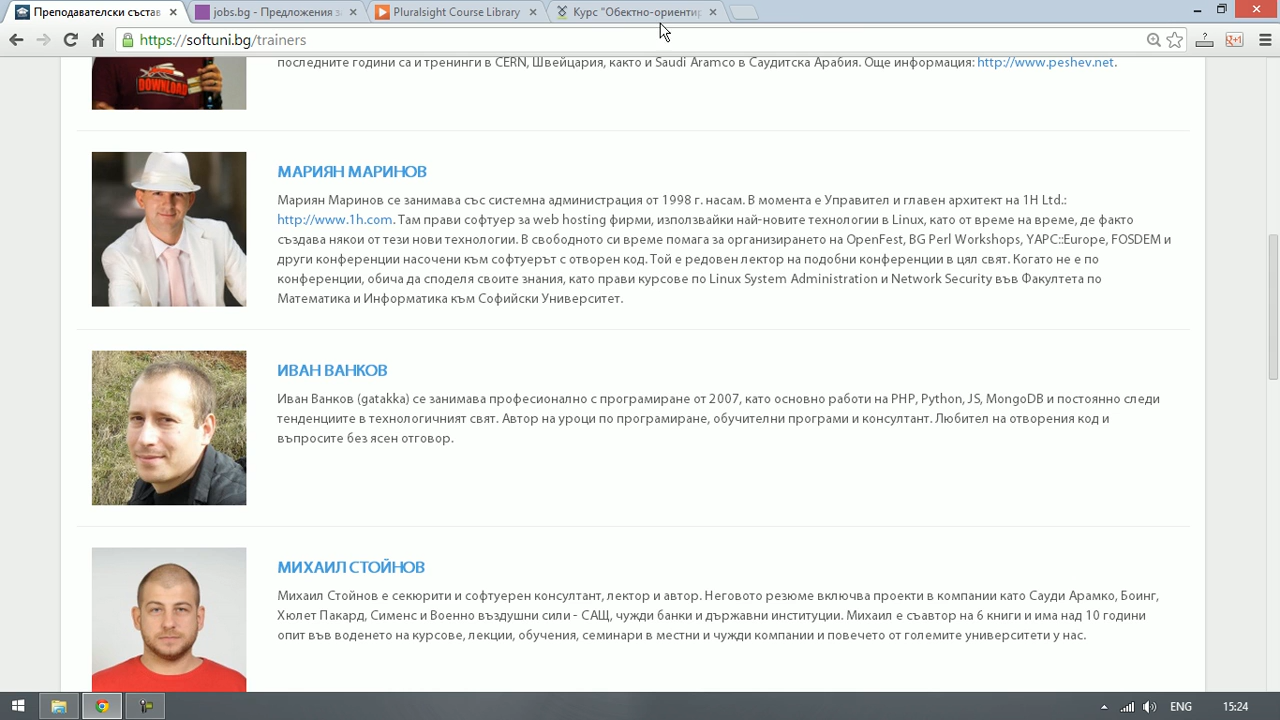 Преподавателски състав
jobs.bg - Предложения з
Pluralsight Course Library
Курс "Обектно-ориентир
https://softuni.bg/trainers
последните години са и тренинги в CERN, Швейцария, както и Saudi Aramco в Саудитска Арабия. Още информация: http://www.peshev.net.
DOWNLOAD
МАРИЯН МАРИНОВ
Мариян Маринов се занимава със системна администрация от 1998 г. насам. В момента е Управител и главен архитект на 1H Ltd.:
http://www.1h.com. Там прави софтуер за web hosting фирми, използвайки най-новите технологии в Linux, като от време на време, де факто
създава някои от тези нови технологии. В свободното си време помага за организирането на OpenFest, BG Perl Workshops, YAPC::Europe, FOSDEM и
други конференции насочени към софтуерът с отворен код. Той е редовен лектор на подобни конференции в цял свят. Когато не е по
конференции, обича да споделя своите знания, като прави курсове по Linux System Administration и Network Security във Факултета по
Математика и Информатика към Софийски Университет.
ИВАН ВАНКОВ
Иван Ванков (gatakka) се занимава професионално с програмиране от 2007, като основно работи на PHP, Python, JS, MongoDB и постоянно следи
тенденциите в технологичният свят. Автор на уроци по програмиране, обучителни програми и консултант. Любител на отворения код и
въпросите без ясен отговор.
МИХАИЛ СТОЙНОВ
Михаил Стойнов е секюрити и софтуерен консултант, лектор и автор. Неговото резюме включва проекти в компании като Сауди Арамко, Боинг,
Хюлет Пакард, Сименс и Военно въздушни сили - САЩ, чужди банки и държавни институции. Михаил е съавтор на 6 книги и има над 10 години
опит във воденето на курсове, лекции, обучения, семинари в местни и чужди компании и повечето от големите университети у нас.
ENG
15:24